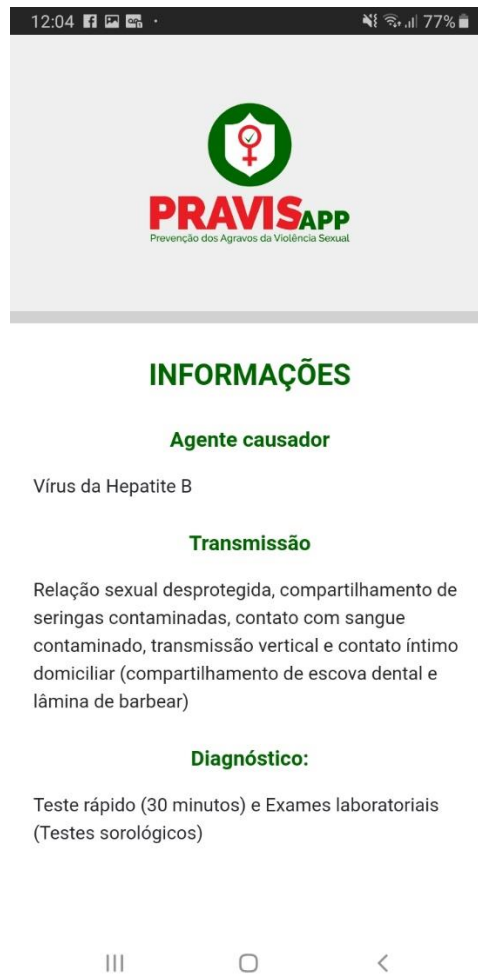 12:04
77%
PRAVISAPP
Prevenção dos Agravos da Violência Sexual
INFORMAÇÕES
Agente causador
Vírus da Hepatite B
Transmissão
Relação sexual desprotegida, compartilhamento de
seringas contaminadas, contato com sangue
contaminado, transmissão vertical e contato íntimo
domiciliar (compartilhamento de escova dental e
lâmina de barbear)
Diagnóstico:
Teste rápido (30 minutos) e Exames laboratoriais
(Testes sorológicos)